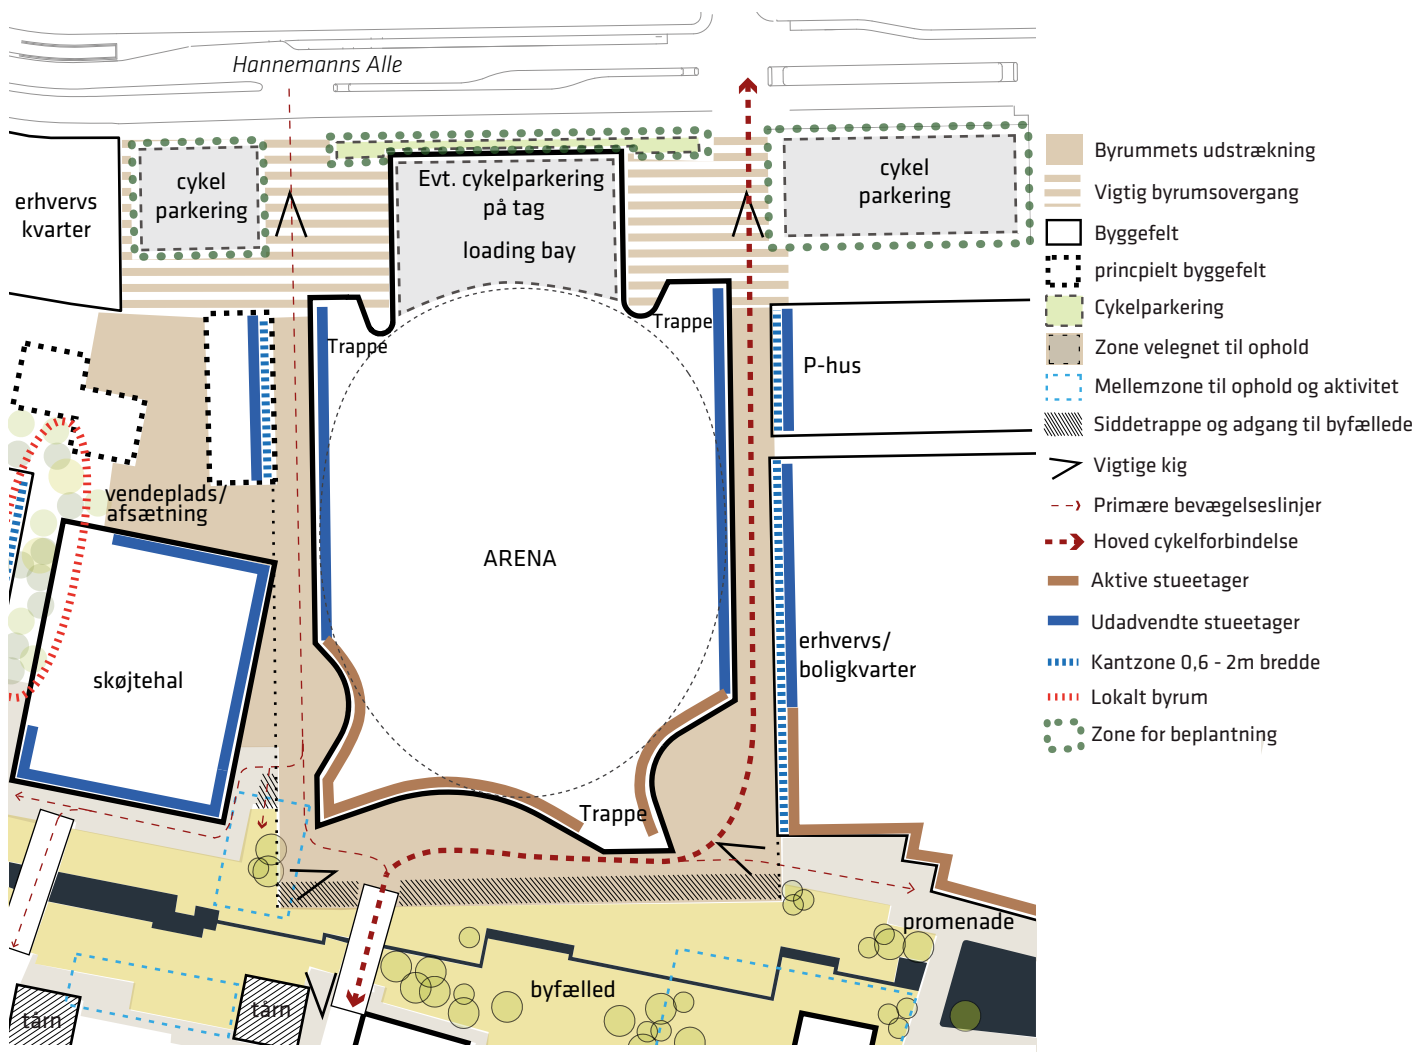 Hannemanns Alle
erhvervs
kvarter
cykel
parkering
Evt. cykelparkering
på tag
loading bay
cykel
parkering
Trappe
Trappe
P-hus
vendeplads/
afsætning
ARENA
skøjtehal
erhvervs/
boligkvarter
Trappe
promenade
byfælled
tårn
tårn
Byrummets udstrækning
Vigtig byrumsovergang
Byggefelt
princpielt byggefelt
Cykelparkering
Zone velegnet til ophold
Mellemzone til ophold og aktivitet
Siddetrappe og adgang til byfællede
Vigtige kig
Primære bevægelseslinjer
Hoved cykelforbindelse
Aktive stueetager
Udadvendte stueetager
Kantzone 0,6 - 2m bredde
Lokalt byrum
Zone for beplantning